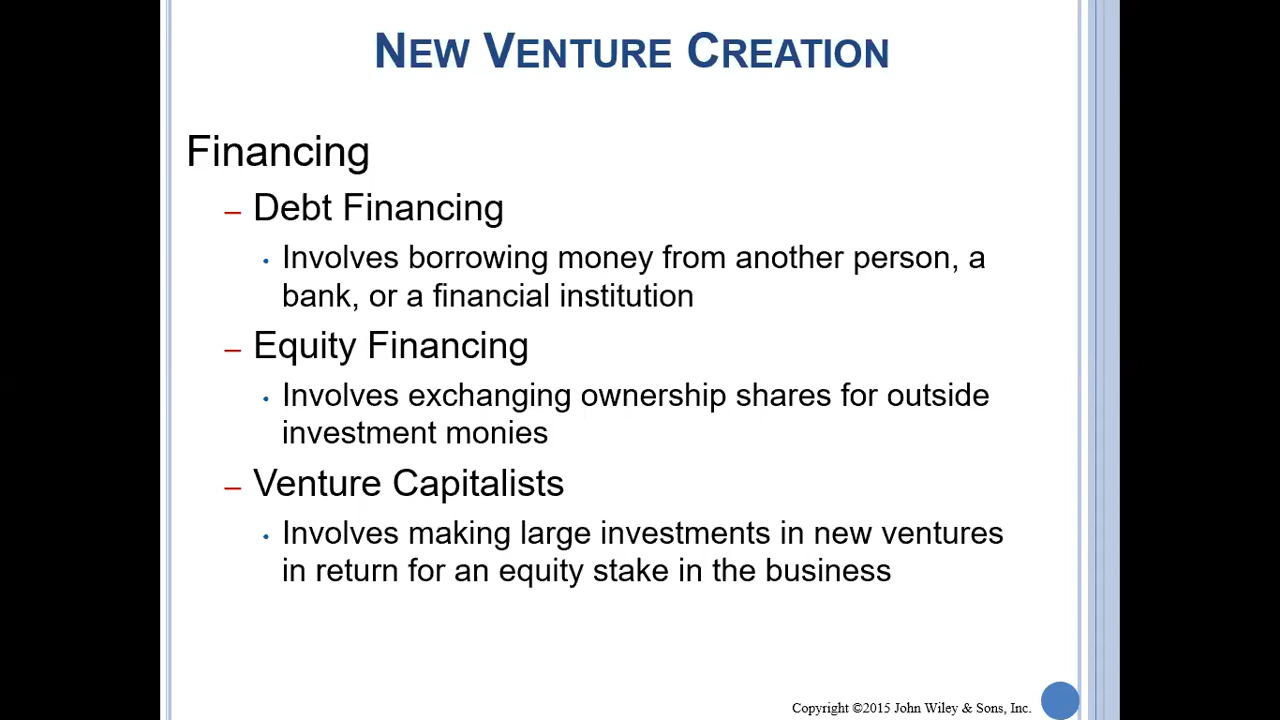 NEW VENTURE CREATION
Financing
– Debt Financing
• Involves borrowing money from another person, a
bank, or a financial institution
– Equity Financing
• Involves exchanging ownership shares for outside
investment monies
– Venture Capitalists
• Involves making large investments in new ventures
in return for an equity stake in the business
Copyright ©2015 John Wiley & Sons, Inc.